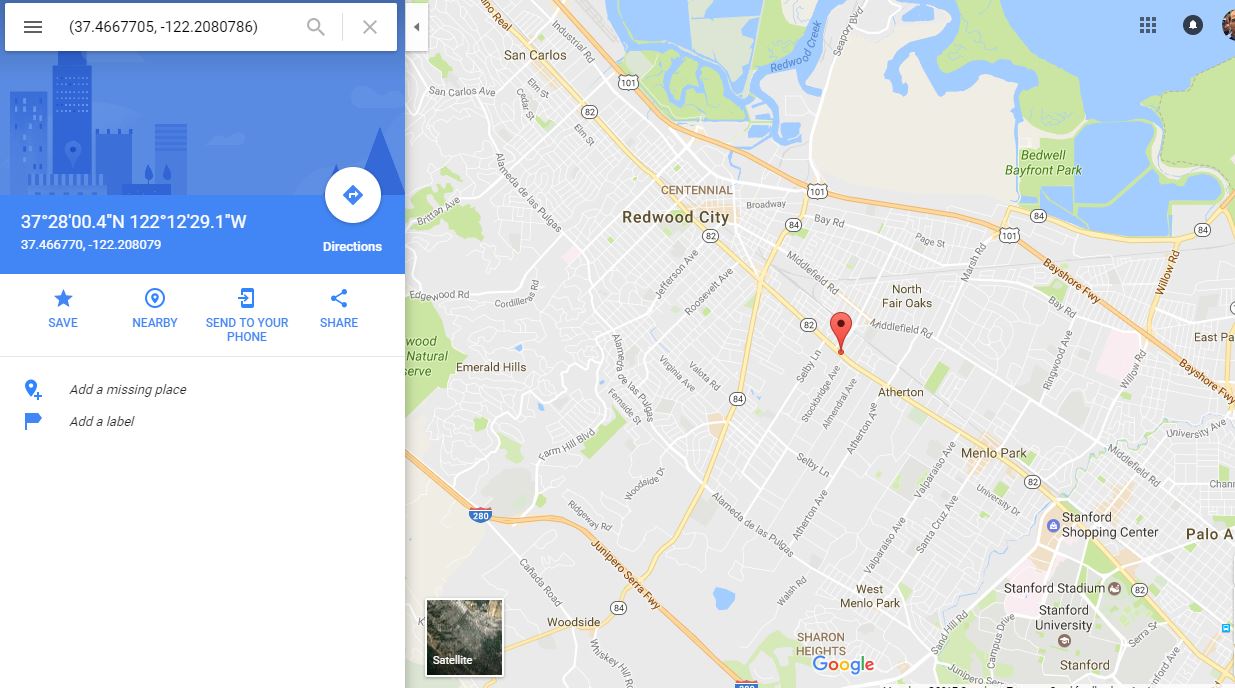 (37.4667705, -122.2080786)
37°28'00.4"N 122°12'29.1"W
37.466770, -122.208079
Directions
SAVE
NEARBY
SEND TO YOUR
PHONE
SHARE
Add a missing place
Add a label
Satellite
San Carlos
Industrial Rd
Redwood Creek
Seaport Blvd
101
San Carlos Ave
Elm St
Cedar St
82
Elm St
Alameda de las Pulgas
Brittan Ave
CENTENNIAL
Broadway
101
Redwood City
82
84
Bay Rd
Page St
101
84
84
Bedwell
Bayfront Park
Marsh Rd
Bayshore Fwy
Willow Rd
Middlefield Rd
Jefferson Ave
Roosevelt Ave
Edgewood Rd
Cordilleras Rd
North
Fair Oaks
82
Middlefield Rd
Bay Rd
East Pa
Emerald Hills
Alameda de las Pulgas
Virginia Ave
Valota Rd
Fernside St
Selby Ln
Stockbridge Ave
Almendral Ave
Atherton Ave
Ringwood Ave
Willow Rd
Bayshore Fwy
84
Atherton
University Ave
Farm Hill Blvd
Menlo Park
Middlefield Rd
Selby Ln
Valparaiso Ave
82
Woodside Dr
University Dr
280
Ridgeway Rd
Alameda de las Pulgas
Atherton Ave
Santa Cruz Ave
Stanford
Shopping Center
Palo A
Junipero Serra Fwy
Valparaiso Ave
Cañada Road
Walsh Rd
West
Menlo Park
Stanford Stadium
82
84
Stanford
University
Woodside
SHARON
HEIGHTS
Sand Hill Rd
Campus Drive
Serra St
Whiskey Hill Rd
Google
Stanford
280